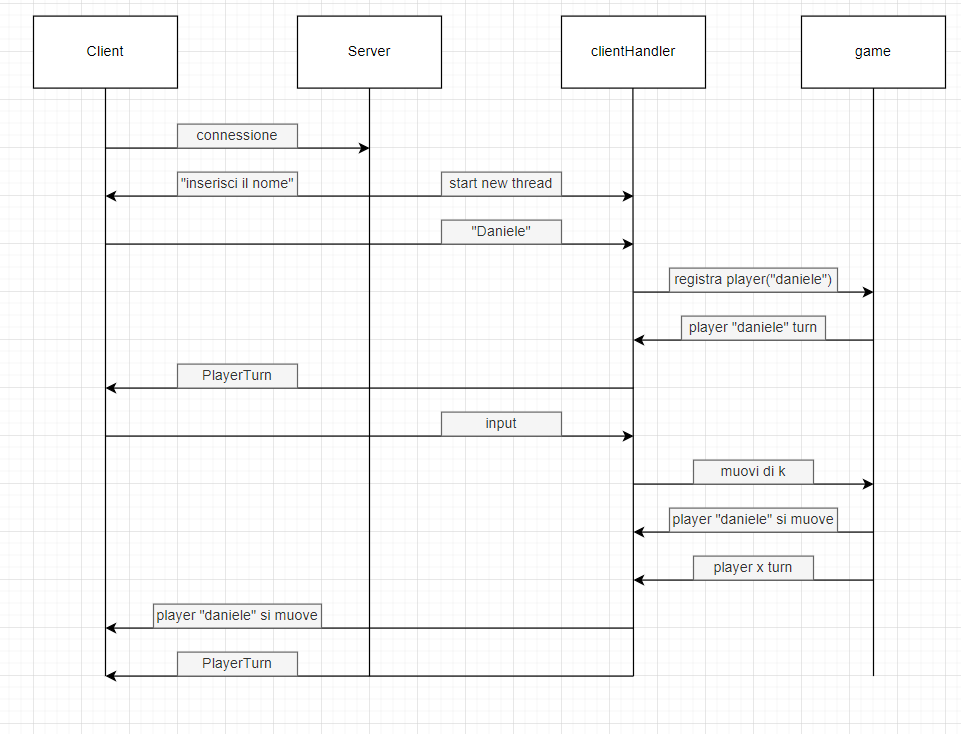 Client
Server
clientHandler
game
connessione
"inserisci il nome"
start new thread
"Daniele"
registra player("daniele")
player "daniele" turn
PlayerTurn
input
muovi di k
player "daniele" si muove
player x turn
player "daniele" si muove
PlayerTurn